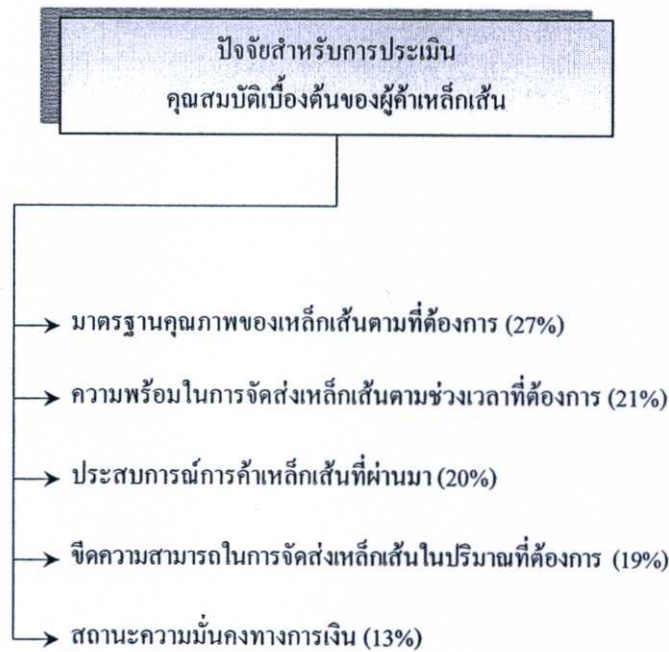 ปัจจัยสำหรับการประเมิน
คุณสมบัติเบื้องต้นของผู้ค้าเหล็กเส้น
มาตรฐานคุณภาพของเหล็กเส้นตามที่ต้องการ (27%)
ความพร้อมในการจัดส่งเหล็กเส้นตามช่วงเวลาที่ต้องการ (21%)
ประสบการณ์การค้าเหล็กเส้นที่ผ่านมา (20%)
ขีดความสามารถในการจัดส่งเหล็กเส้นในปริมาณที่ต้องการ (19%)
สถานะความมั่นคงทางการเงิน (13%)